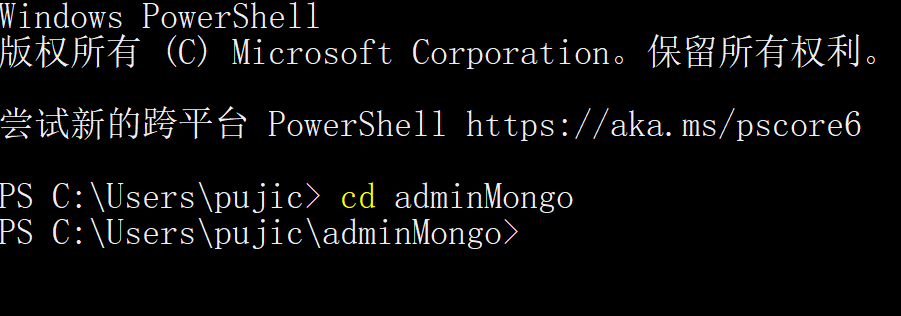 Windows PowerShell
版权所有 (C) Microsoft Corporation。保留所有权利。
尝试新的跨平台 PowerShell https://aka.ms/pscore6
PS C:\Users\pujic> cd adminMongo
PS C:\Users\pujic\adminMongo>